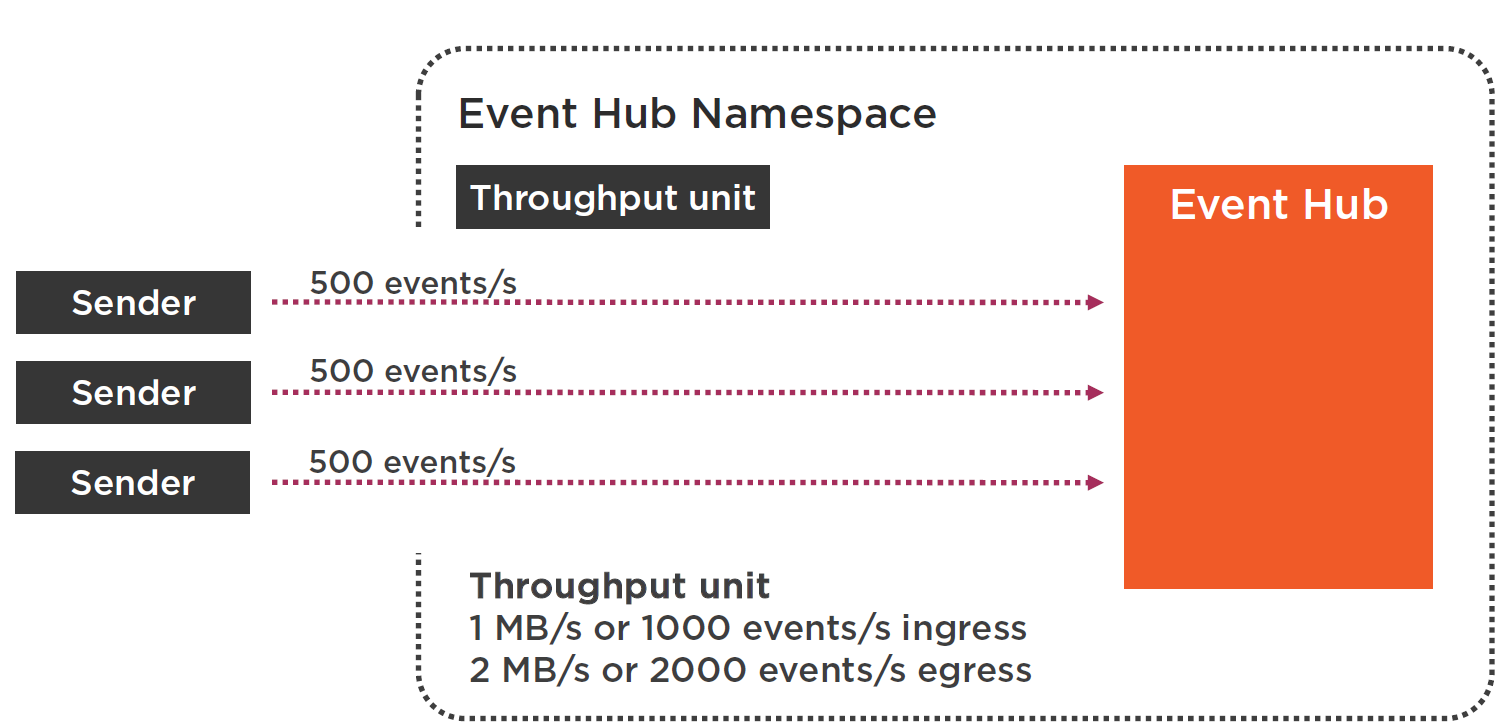 Event Hub Namespace
Throughput unit
Event Hub
500 events/s
Sender
500 events/s
Sender
500 events/s
Sender
Throughput unit
1 MB/s or 1000 events/s ingress
2 MB/s or 2000 events/s egress